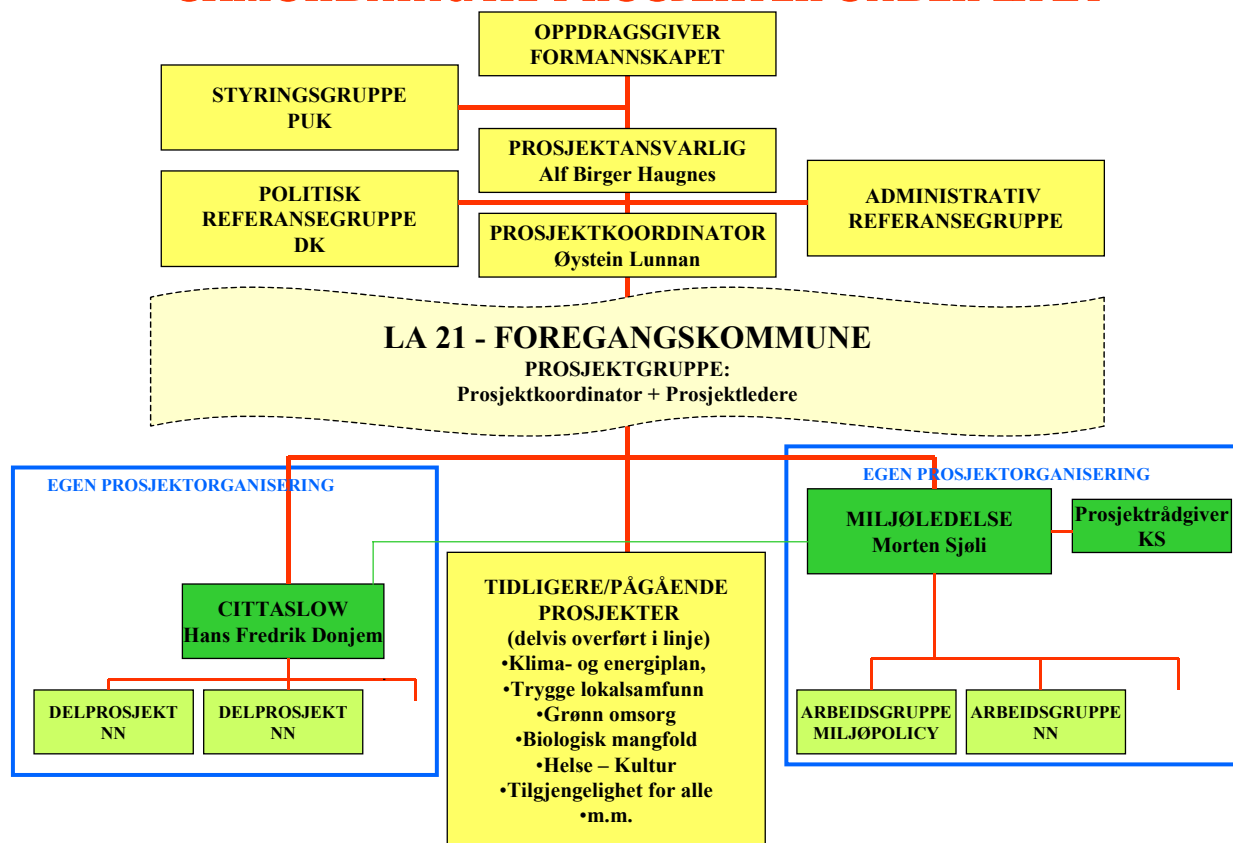 OPPDRAGSGIVER
FORMANNSKAPET
STYRINGSGRUPPE
PUK
PROSJEKTANSVARLIG
Alf Birger Haugnes
POLITISK
REFERANSEGRUPPE
DK
ADMINISTRATIV
REFERANSEGRUPPE
PROSJEKTKOORDINATOR
Øystein Lunnan
LA 21 - FOREGANGSKOMMUNE
PROSJEKTGRUPPE:
Prosjektkoordinator + Prosjektledere
EGEN PROSJEKTORGANISERING
EGEN PROSJEKTORGANISERING
MILJØLEDELSE
Morten Sjøli
Prosjektrådgiver
KS
CITTASLOW
Hans Fredrik Donjem
TIDLIGERE/PÅGÅENDE
PROSJEKTER
(delvis overført i linje)
•Klima- og energiplan,
•Trygge lokalsamfunn
•Grønn omsorg
•Biologisk mangfold
•Helse – Kultur
•Tilgjengelighet for alle
•m.m.
DELPROSJEKT
NN
DELPROSJEKT
NN
ARBEIDSGRUPPE
MILJØPOLICY
ARBEIDSGRUPPE
NN